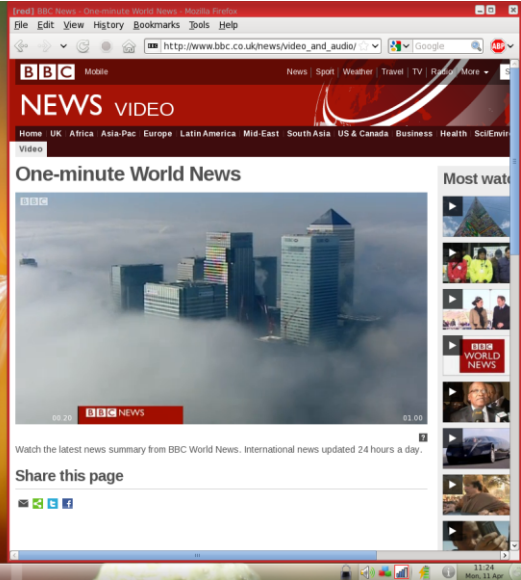 [red] BBC News - One-minute World News - Mozilla Firefox
File Edit View History Bookmarks Tools Help
http://www.bbc.co.uk/news/video_and_audio/ Google ABP
BBC Mobile News Sport Weather Travel TV Radio More S
NEWS VIDEO
Home UK Africa Asia-Pac Europe Latin America Mid-East South Asia US & Canada Business Health Sci/Enviro
Video
One-minute World News
Most watc
BBC
BBC
WORLD
NEWS
00.20 BBC NEWS 01.00
?
Watch the latest news summary from BBC World News. International news updated 24 hours a day.
Share this page
11:24
Mon, 11 Apr